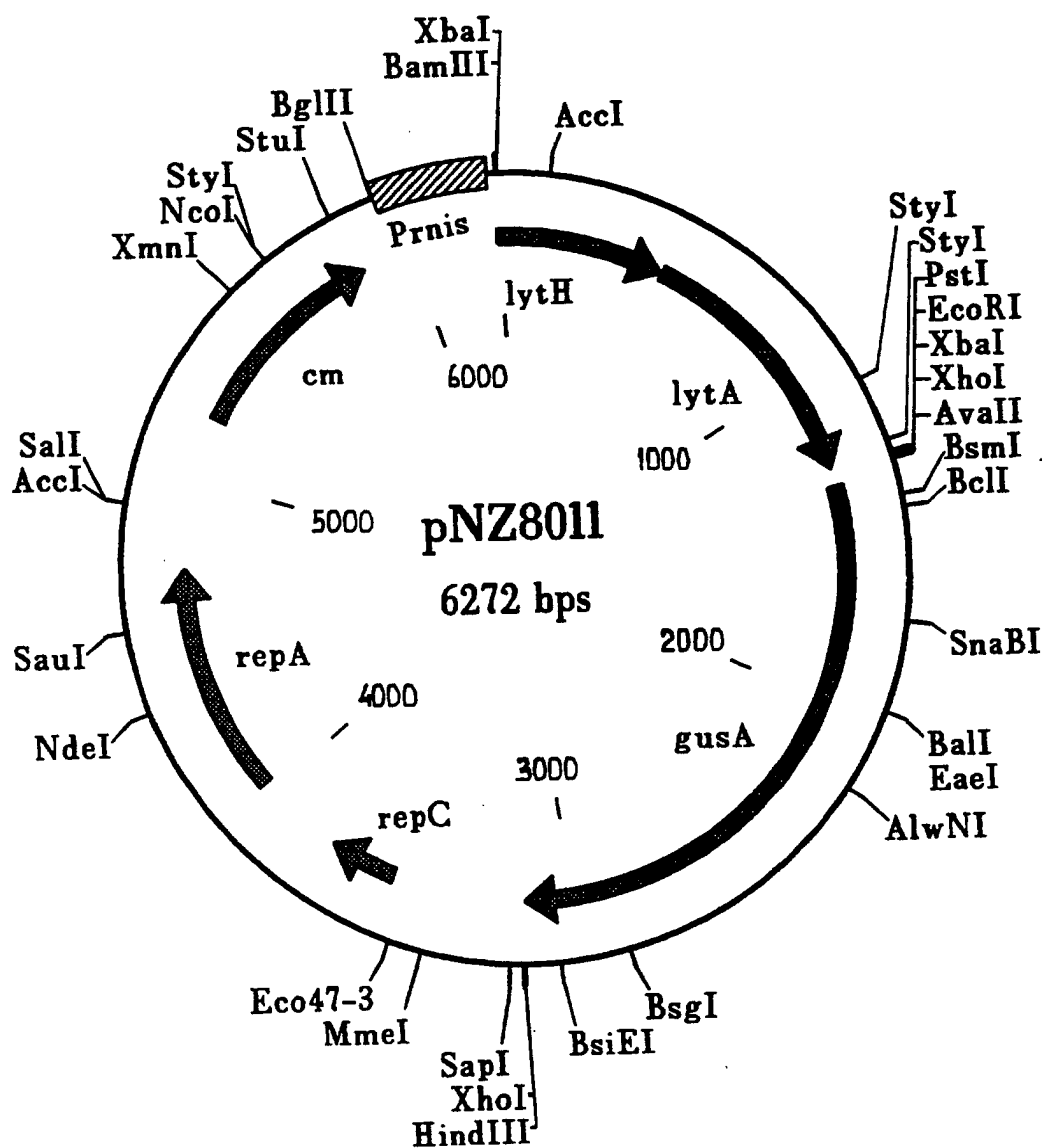 XbaI
BamIII
AccI
BglII
StuI
StyI
NcoI
XmnI
Prnis
StyI
StyI
PstI
EcoRI
XbaI
XhoI
AvaII
BsmI
BclI
lytH
cm
6000
lytA
1000
SalI
AccI
5000
pNZ8011
6272 bps
SauI
repA
2000
SnaBI
NdeI
4000
gusA
BalI
EaeI
3000
repC
AlwNI
Eco47-3
MmeI
BsgI
BsiEI
SapI
XhoI
HindIII